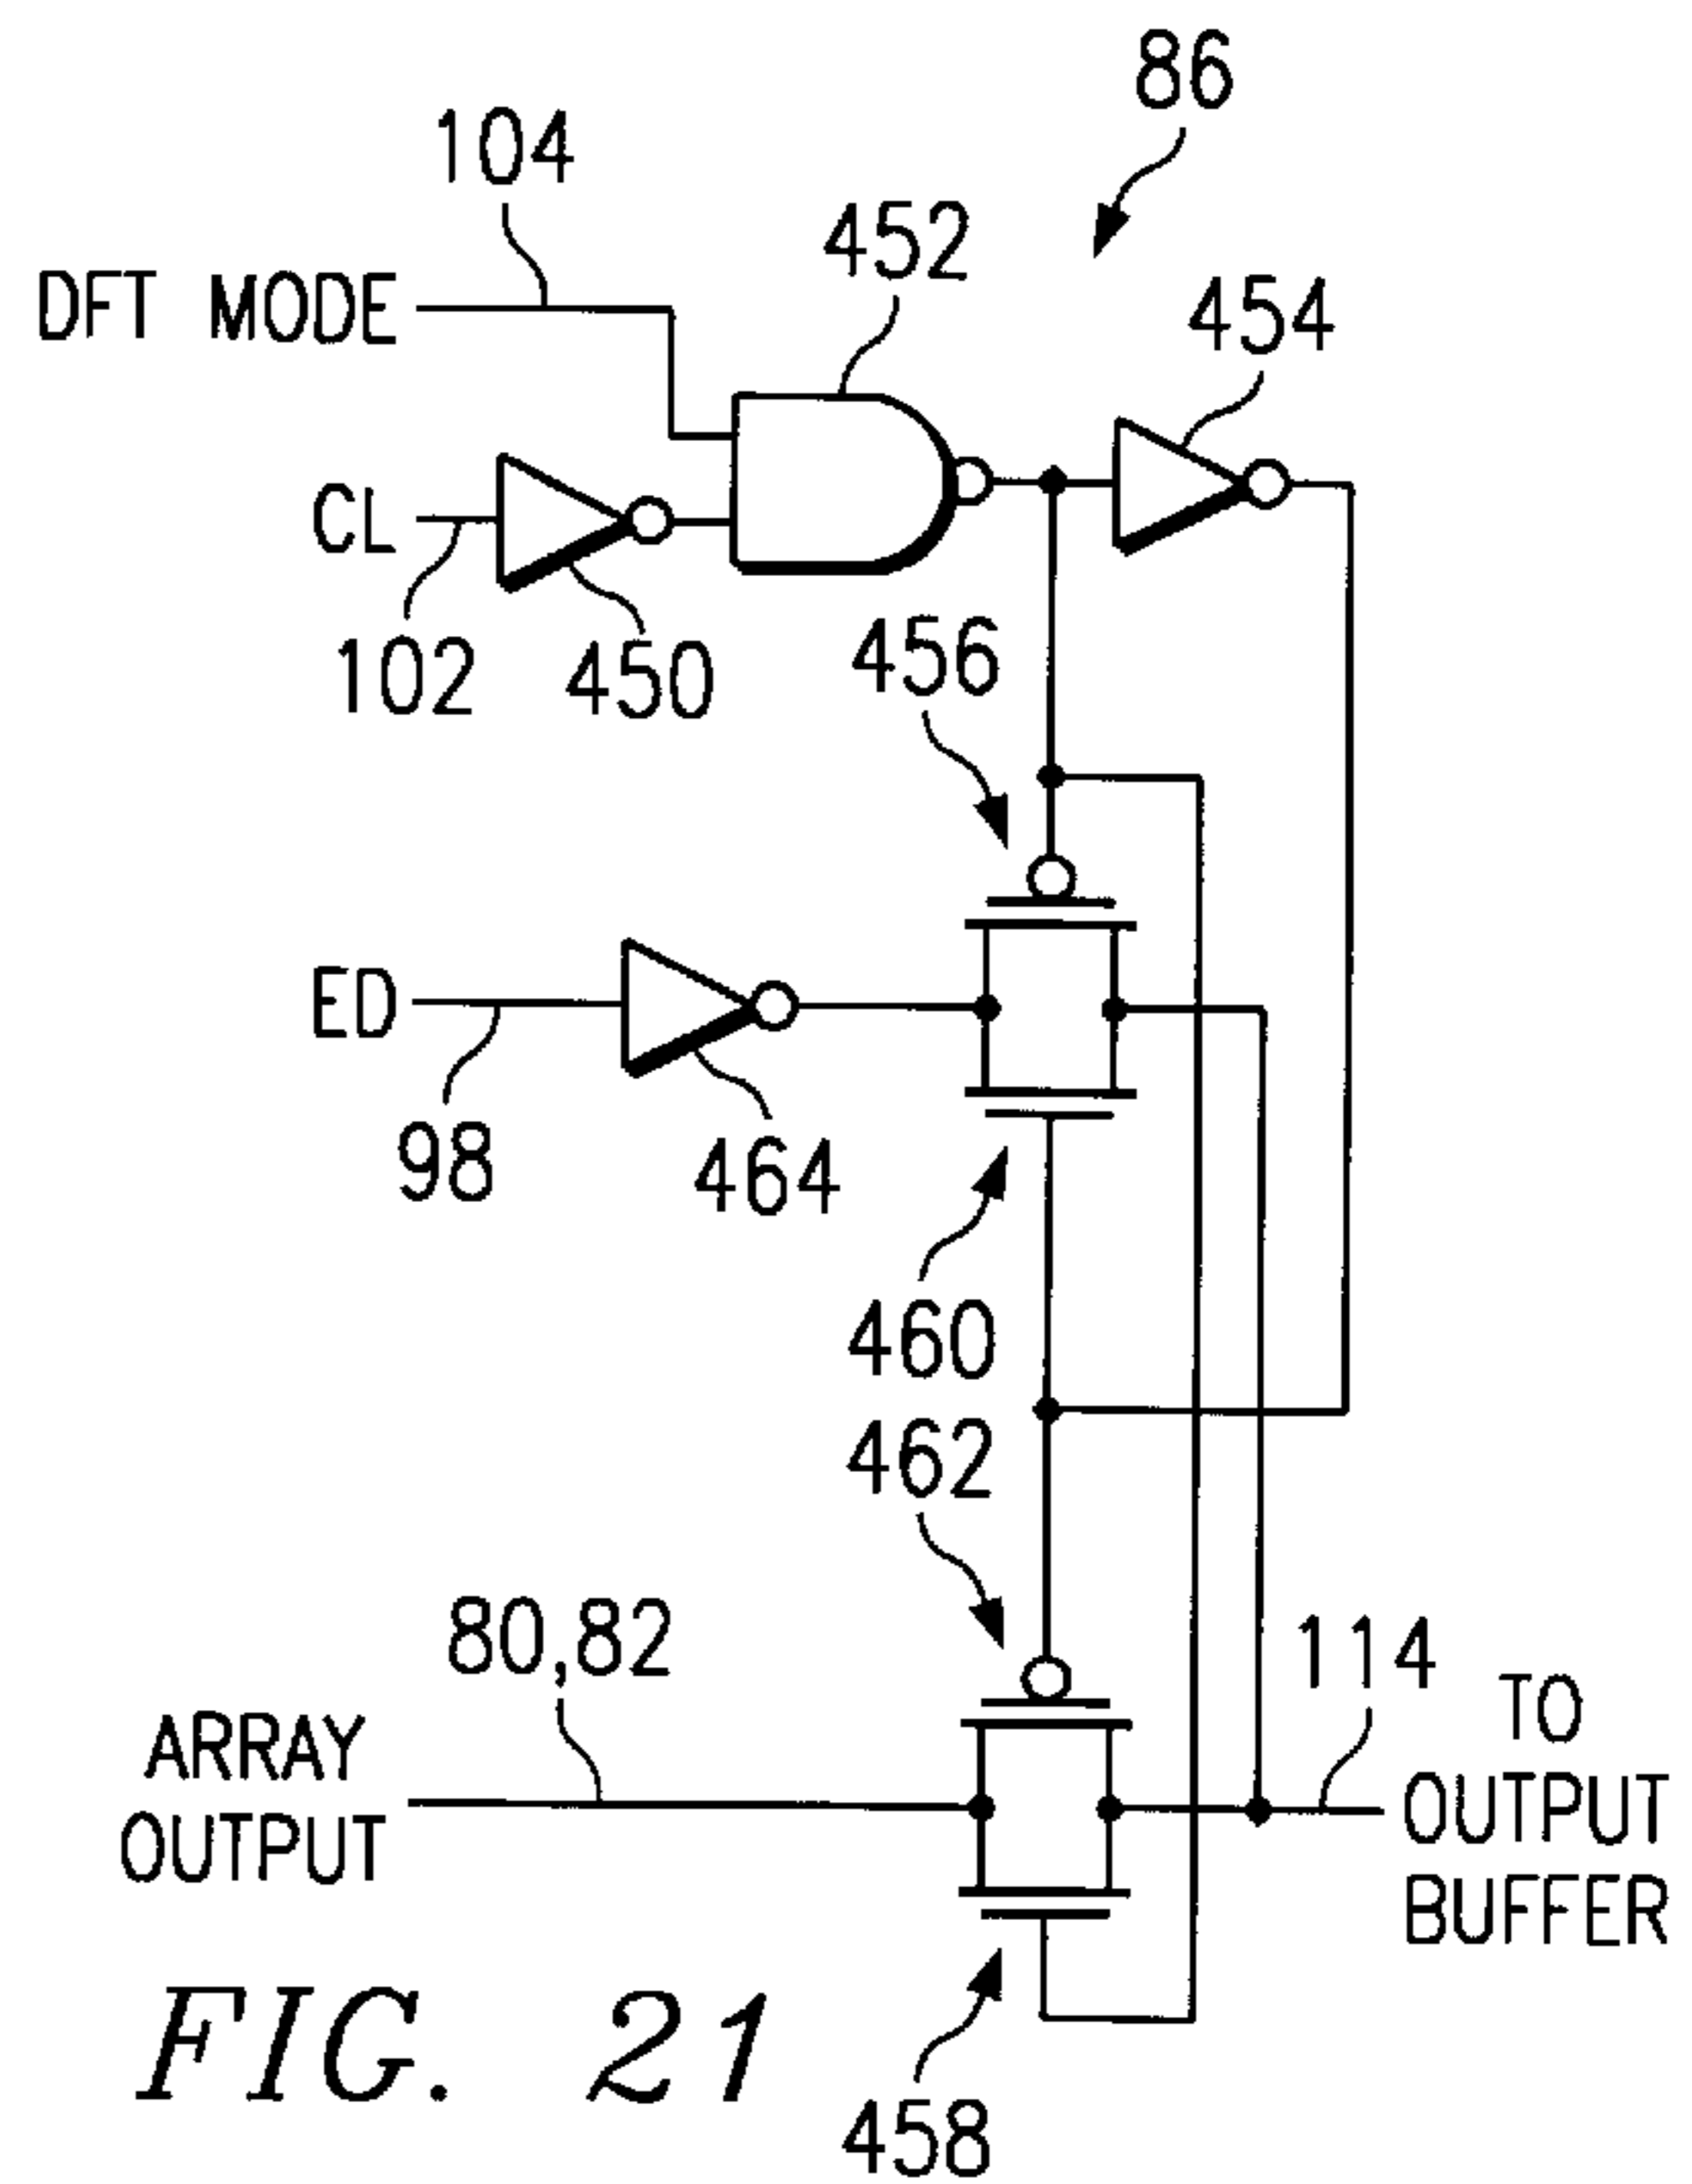 86
104
452
DFT MODE
454
CL
102
450
456
ED
98
464
460
462
80,82
114
ARRAY
OUTPUT
TO
OUTPUT
BUFFER
458
FIG. 21